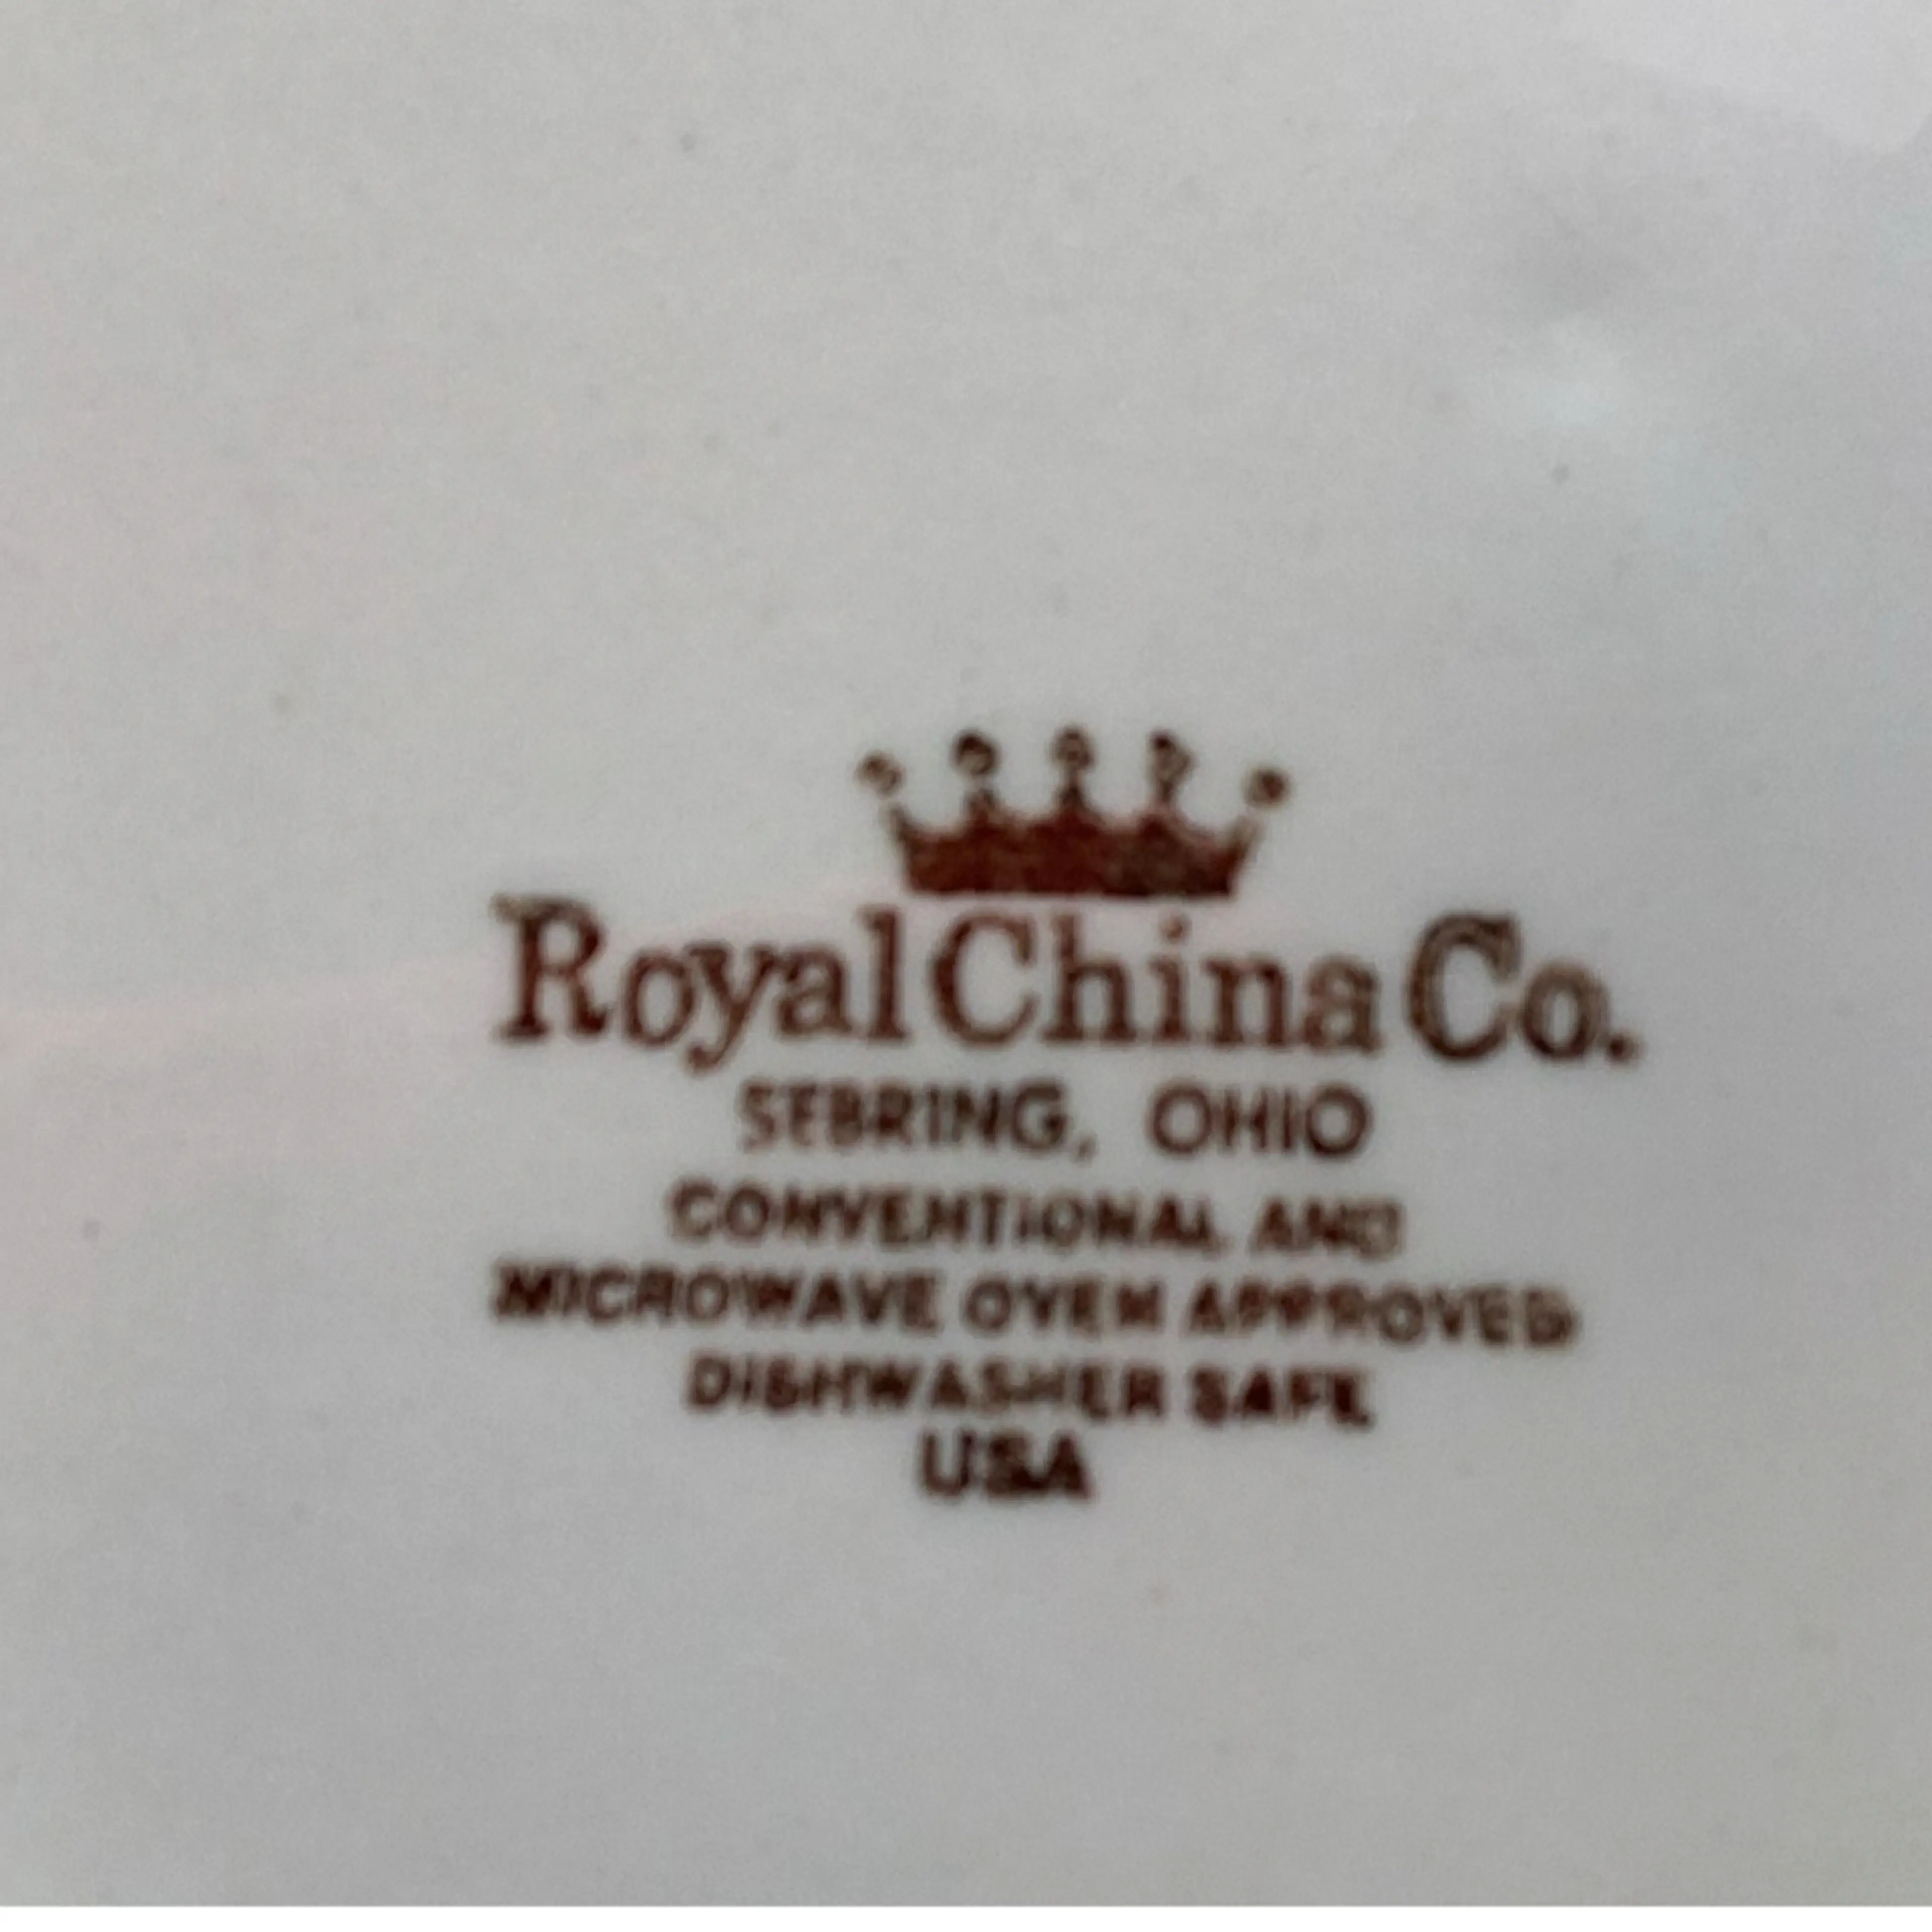 Royal China Co.
SEBRING, OHIO
CONVENTIONAL AND
MICROWAVE OVEN APPROVED
DISHWASHER SAFE
USA